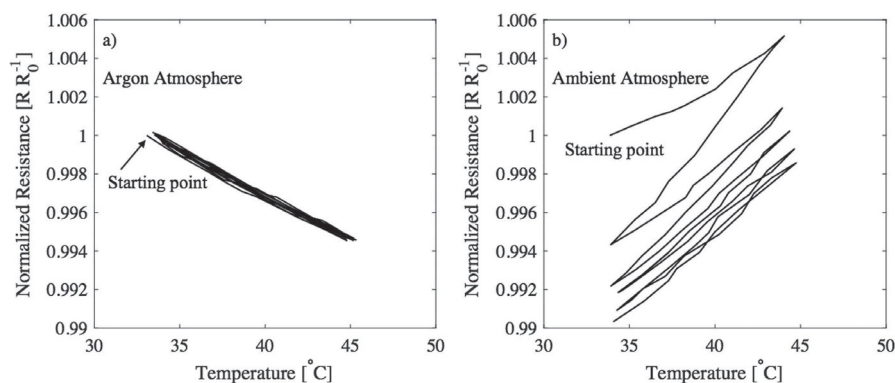 a)
Argon Atmosphere
Starting point
1.006
1.004
1.002
1
0.998
0.996
0.994
0.992
0.99
30 35 40 45 50
Normalized Resistance [R R₀⁻¹]
Temperature [°C]
b)
Ambient Atmosphere
Starting point
1.006
1.004
1.002
1
0.998
0.996
0.994
0.992
0.99
30 35 40 45 50
Normalized Resistance [R R₀⁻¹]
Temperature [°C]